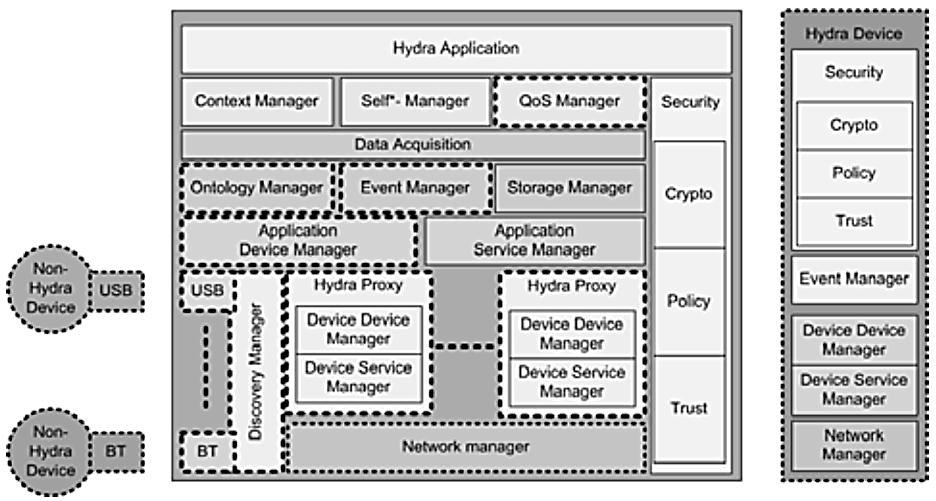 Hydra Application
Context Manager
Self*- Manager
QoS Manager
Security
Data Acquisition
Ontology Manager
Event Manager
Storage Manager
Crypto
Application
Device Manager
Application
Service Manager
Non-
Hydra
Device
USB
USB
Discovery Manager
Hydra Proxy
Device Device
Manager
Device Service
Manager
Hydra Proxy
Device Device
Manager
Device Service
Manager
Policy
Trust
Non-
Hydra
Device
BT
BT
Network manager
Hydra Device
Security
Crypto
Policy
Trust
Event Manager
Device Device
Manager
Device Service
Manager
Network
Manager